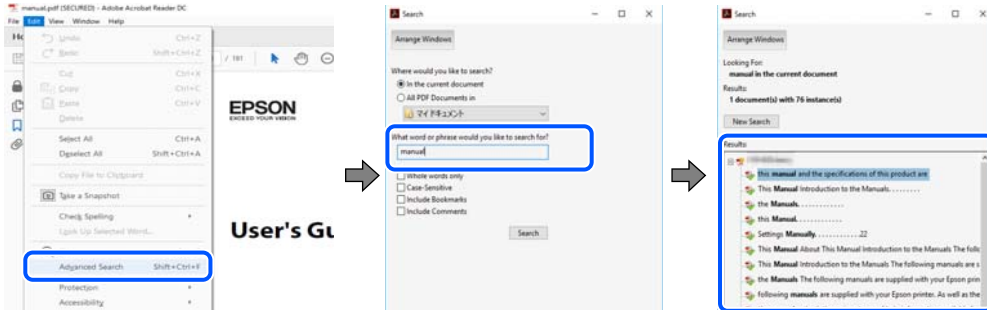 manual.pdf (SECURED) - Adobe Acrobat Reader DC
File Edit View Window Help
Undo Ctrl+Z
Redo Shift+Ctrl+Z
Cut Ctrl+X
Copy Ctrl+C
Paste Ctrl+V
Delete
Select All Ctrl+A
Deselect All Shift+Ctrl+A
Copy File to Clipboard
Take a Snapshot
Check Spelling
Look Up Selected Word...
Advanced Search Shift+Ctrl+F
Protection
Accessibility
/ 191
EPSON
EXCEED YOUR VISION
User's Gu
Search
Arrange Windows
Where would you like to search?
In the current document
All PDF Documents in
マイ ドキュメント
What word or phrase would you like to search for?
manual
Whole words only
Case-Sensitive
Include Bookmarks
Include Comments
Search
Search
Arrange Windows
Looking For:
manual in the current document
Results:
1 document(s) with 76 instance(s)
New Search
Results:
this manual and the specifications of this product are
This Manual Introduction to the Manuals. . . . . . . . .
the Manuals. . . . . . . . . . . . .
this Manual. . . . . . . . . . . . .
Settings Manually. . . . . . . . . . . . .22
This Manual About This Manual Introduction to the Manuals The follo
This Manual Introduction to the Manuals The following manuals are s
the Manuals The following manuals are supplied with your Epson prin
following manuals are supplied with your Epson printer. As well as the